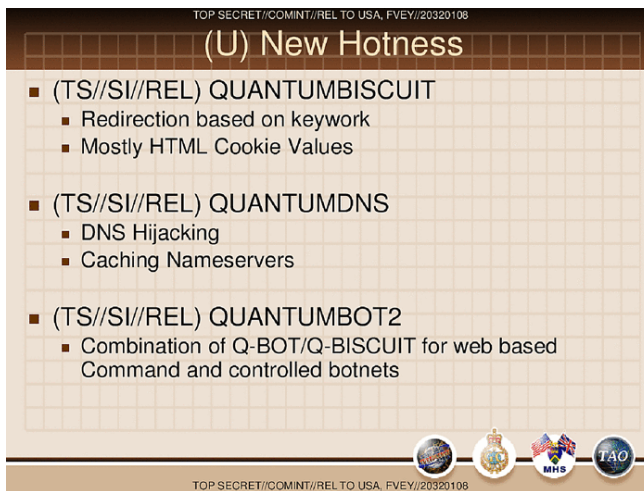 TOP SECRET//COMINT//REL TO USA, FVEY//20320108
(U) New Hotness
(TS//SI//REL) QUANTUMBISCUIT
Redirection based on keywork
Mostly HTML Cookie Values
(TS//SI//REL) QUANTUMDNS
DNS Hijacking
Caching Nameservers
(TS//SI//REL) QUANTUMBOT2
Combination of Q-BOT/Q-BISCUIT for web based
Command and controlled botnets
MHS
TAO
TOP SECRET//COMINT//REL TO USA, FVEY//20320108